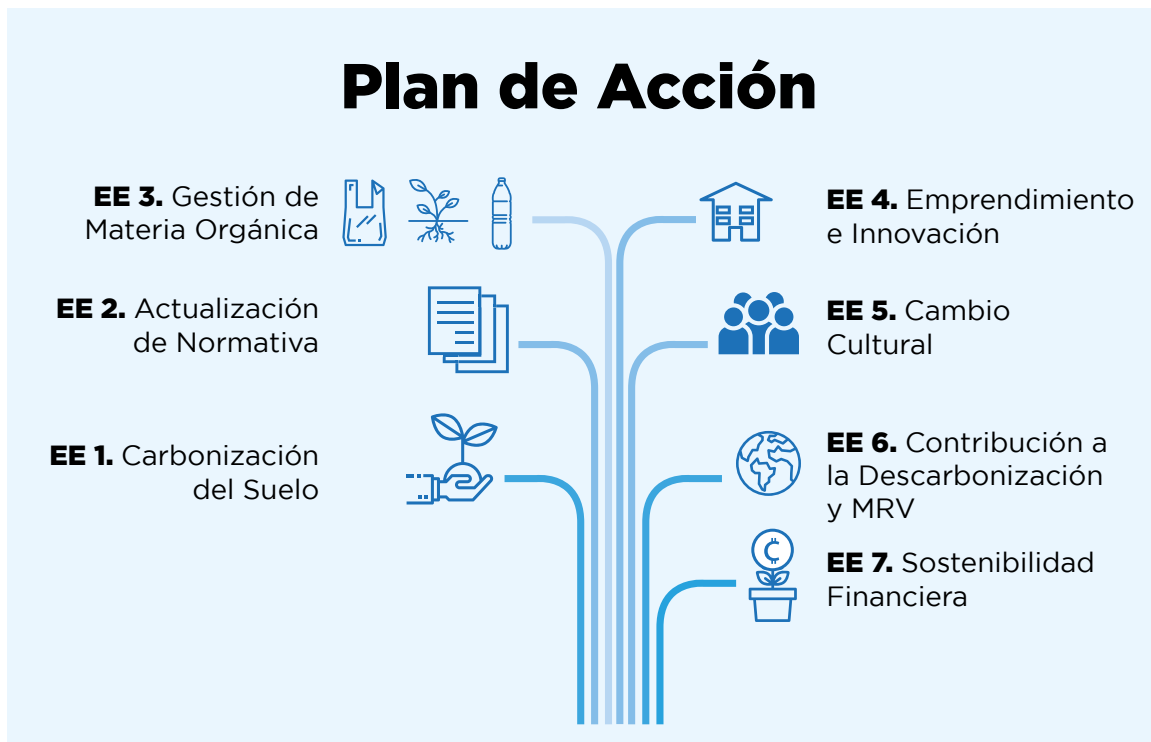 Plan de Acción
EE 3. Gestión de
Materia Orgánica
EE 2. Actualización
de Normativa
EE 1. Carbonización
del Suelo
EE 4. Emprendimiento
e Innovación
EE 5. Cambio
Cultural
EE 6. Contribución a
la Descarbonización
y MRV
EE 7. Sostenibilidad
Financiera